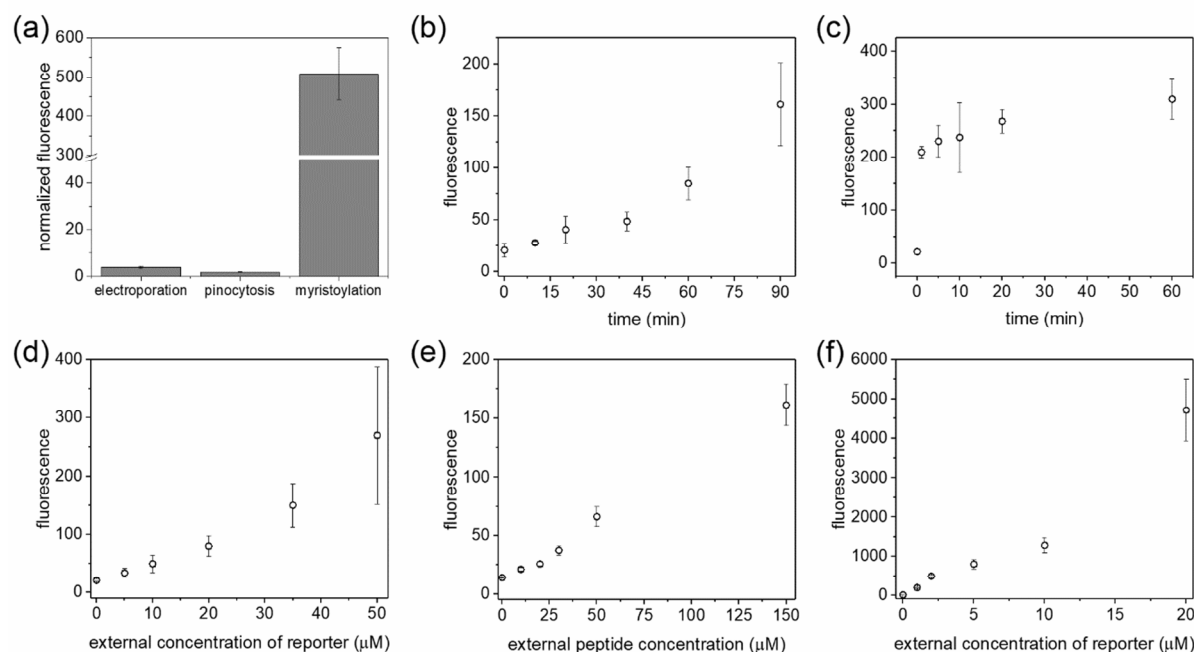 (a)
normalized fluorescence
600
500
400
300
40
20
0
electroporation pinocytosis myristoylation
(b)
fluorescence
200
150
100
50
0
0 15 30 45 60 75 90
time (min)
(c)
fluorescence
400
300
200
100
0
0 10 20 30 40 50 60
time (min)
(d)
fluorescence
400
300
200
100
0
0 10 20 30 40 50
external concentration of reporter (μM)
(e)
fluorescence
200
150
100
50
0
0 25 50 75 100 125 150
external peptide concentration (μM)
(f)
fluorescence
6000
5000
4000
3000
2000
1000
0
0 5 10 15 20
external concentration of reporter (μM)